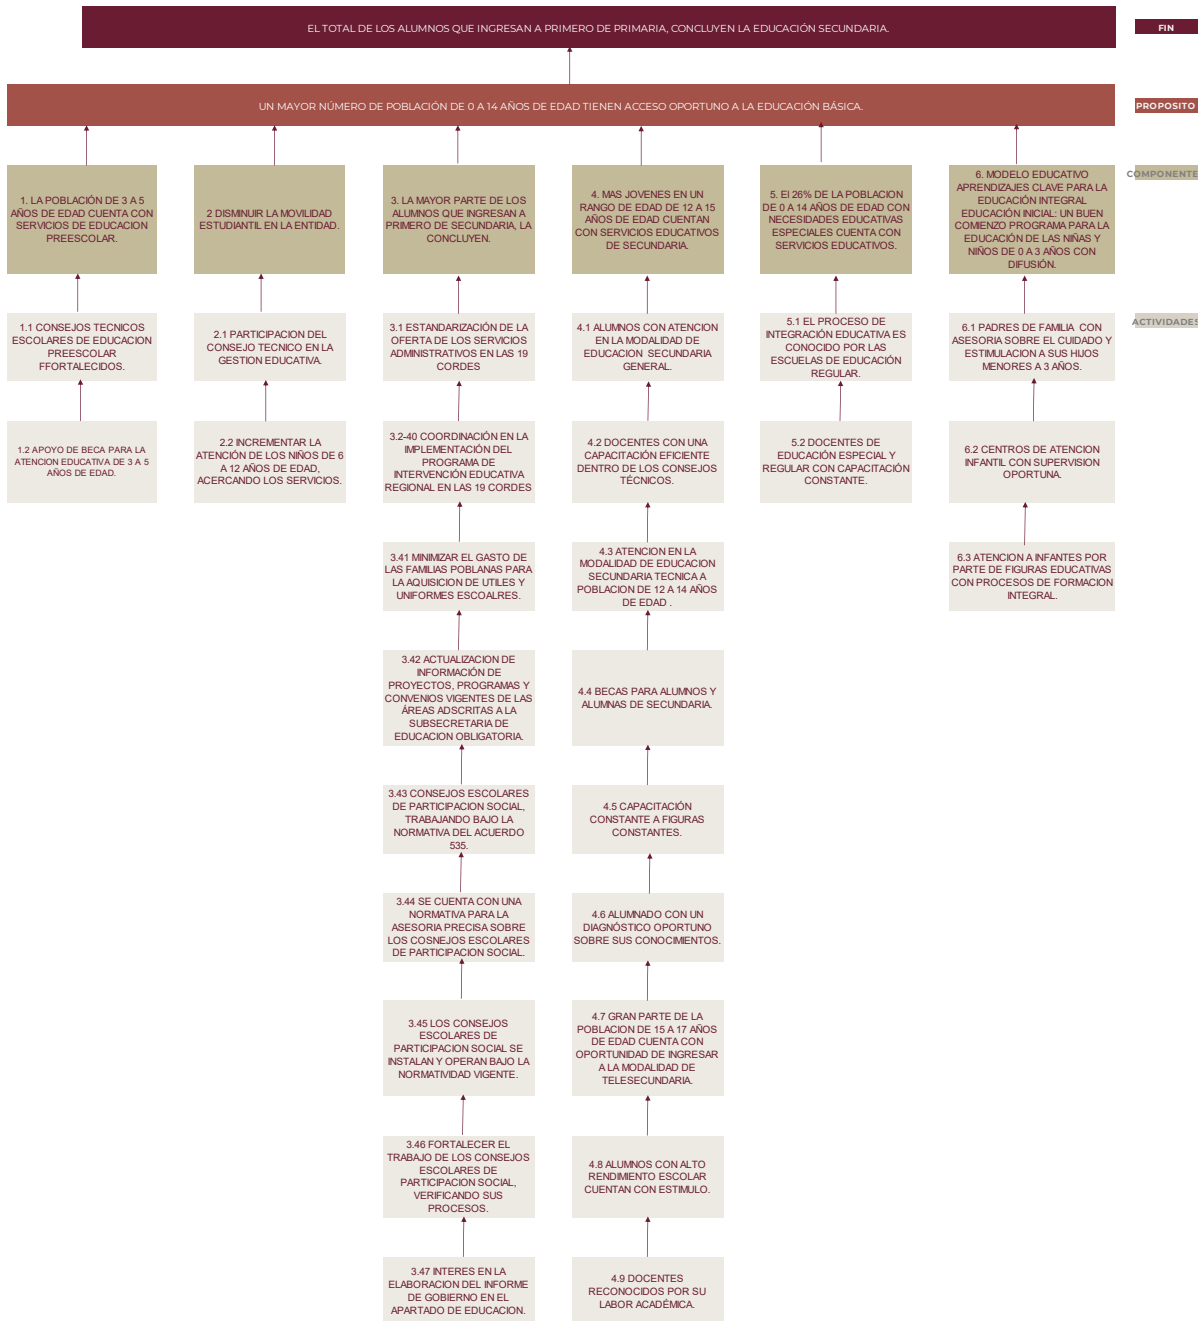 EL TOTAL DE LOS ALUMNOS QUE INGRESAN A PRIMERO DE PRIMARIA, CONCLUYEN LA EDUCACIÓN SECUNDARIA.
FIN
UN MAYOR NÚMERO DE POBLACIÓN DE 0 A 14 AÑOS DE EDAD TIENEN ACCESO OPORTUNO A LA EDUCACIÓN BÁSICA.
PROPOSITO
COMPONENTE
1. LA POBLACIÓN DE 3 A 5
AÑOS DE EDAD CUENTA CON
SERVICIOS DE EDUCACION
PREESCOLAR.
2 DISMINUIR LA MOVILIDAD
ESTUDIANTIL EN LA ENTIDAD.
3. LA MAYOR PARTE DE LOS
ALUMNOS QUE INGRESAN A
PRIMERO DE SECUNDARIA, LA
CONCLUYEN.
4. MAS JOVENES EN UN
RANGO DE EDAD DE 12 A 15
AÑOS DE EDAD CUENTAN
CON SERVICIOS EDUCATIVOS
DE SECUNDARIA.
5. El 26% DE LA POBLACION
DE 0 A 14 AÑOS DE EDAD CON
NECESIDADES EDUCATIVAS
ESPECIALES CUENTA CON
SERVICIOS EDUCATIVOS.
6. MODELO EDUCATIVO
APRENDIZAJES CLAVE PARA LA
EDUCACIÓN INTEGRAL
EDUCACIÓN INICIAL: UN BUEN
COMIENZO PROGRAMA PARA LA
EDUCACIÓN DE LAS NIÑAS Y
NIÑOS DE 0 A 3 AÑOS CON
DIFUSIÓN.
ACTIVIDADES
1.1 CONSEJOS TECNICOS
ESCOLARES DE EDUCACION
PREESCOLAR
FFORTALECIDOS.
2.1 PARTICIPACION DEL
CONSEJO TECNICO EN LA
GESTION EDUCATIVA.
3.1 ESTANDARIZACIÓN DE LA
OFERTA DE LOS SERVICIOS
ADMINISTRATIVOS EN LAS 19
CORDES
4.1 ALUMNOS CON ATENCION
EN LA MODALIDAD DE
EDUCACION SECUNDARIA
GENERAL.
5.1 EL PROCESO DE
INTEGRACIÓN EDUCATIVA ES
CONOCIDO POR LAS
ESCUELAS DE EDUCACIÓN
REGULAR.
6.1 PADRES DE FAMILIA CON
ASESORIA SOBRE EL CUIDADO Y
ESTIMULACION A SUS HIJOS
MENORES A 3 AÑOS.
1.2 APOYO DE BECA PARA LA
ATENCION EDUCATIVA DE 3 A 5
AÑOS DE EDAD.
2.2 INCREMENTAR LA
ATENCIÓN DE LOS NIÑOS DE 6
A 12 AÑOS DE EDAD,
ACERCANDO LOS SERVICIOS.
3.2-40 COORDINACIÓN EN LA
IMPLEMENTACIÓN DEL
PROGRAMA DE
INTERVENCIÓN EDUCATIVA
REGIONAL EN LAS 19 CORDES
4.2 DOCENTES CON UNA
CAPACITACIÓN EFICIENTE
DENTRO DE LOS CONSEJOS
TÉCNICOS.
5.2 DOCENTES DE
EDUCACIÓN ESPECIAL Y
REGULAR CON CAPACITACIÓN
CONSTANTE.
6.2 CENTROS DE ATENCION
INFANTIL CON SUPERVISION
OPORTUNA.
3.41 MINIMIZAR EL GASTO DE
LAS FAMILIAS POBLANAS PARA
LA AQUISICION DE UTILES Y
UNIFORMES ESCOALRES.
4.3 ATENCION EN LA
MODALIDAD DE EDUCACION
SECUNDARIA TECNICA A
POBLACION DE 12 A 14 AÑOS
DE EDAD .
6.3 ATENCION A INFANTES POR
PARTE DE FIGURAS EDUCATIVAS
CON PROCESOS DE FORMACION
INTEGRAL.
3.42 ACTUALIZACION DE
INFORMACIÓN DE
PROYECTOS, PROGRAMAS Y
CONVENIOS VIGENTES DE LAS
ÁREAS ADSCRITAS A LA
SUBSECRETARIA DE
EDUCACION OBLIGATORIA.
4.4 BECAS PARA ALUMNOS Y
ALUMNAS DE SECUNDARIA.
3.43 CONSEJOS ESCOLARES
DE PARTICIPACION SOCIAL,
TRABAJANDO BAJO LA
NORMATIVA DEL ACUERDO
535.
4.5 CAPACITACIÓN
CONSTANTE A FIGURAS
CONSTANTES.
3.44 SE CUENTA CON UNA
NORMATIVA PARA LA
ASESORIA PRECISA SOBRE
LOS COSNEJOS ESCOLARES
DE PARTICIPACION SOCIAL.
4.6 ALUMNADO CON UN
DIAGNÓSTICO OPORTUNO
SOBRE SUS CONOCIMIENTOS.
3.45 LOS CONSEJOS
ESCOLARES DE
PARTICIPACION SOCIAL SE
INSTALAN Y OPERAN BAJO LA
NORMATIVIDAD VIGENTE.
4.7 GRAN PARTE DE LA
POBLACION DE 15 A 17 AÑOS
DE EDAD CUENTA CON
OPORTUNIDAD DE INGRESAR
A LA MODALIDAD DE
TELESECUNDARIA.
3.46 FORTALECER EL
TRABAJO DE LOS CONSEJOS
ESCOLARES DE
PARTICIPACION SOCIAL,
VERIFICANDO SUS
PROCESOS.
4.8 ALUMNOS CON ALTO
RENDIMIENTO ESCOLAR
CUENTAN CON ESTIMULO.
3.47 INTERES EN LA
ELABORACION DEL INFORME
DE GOBIERNO EN EL
APARTADO DE EDUCACION.
4.9 DOCENTES
RECONOCIDOS POR SU
LABOR ACADÉMICA.